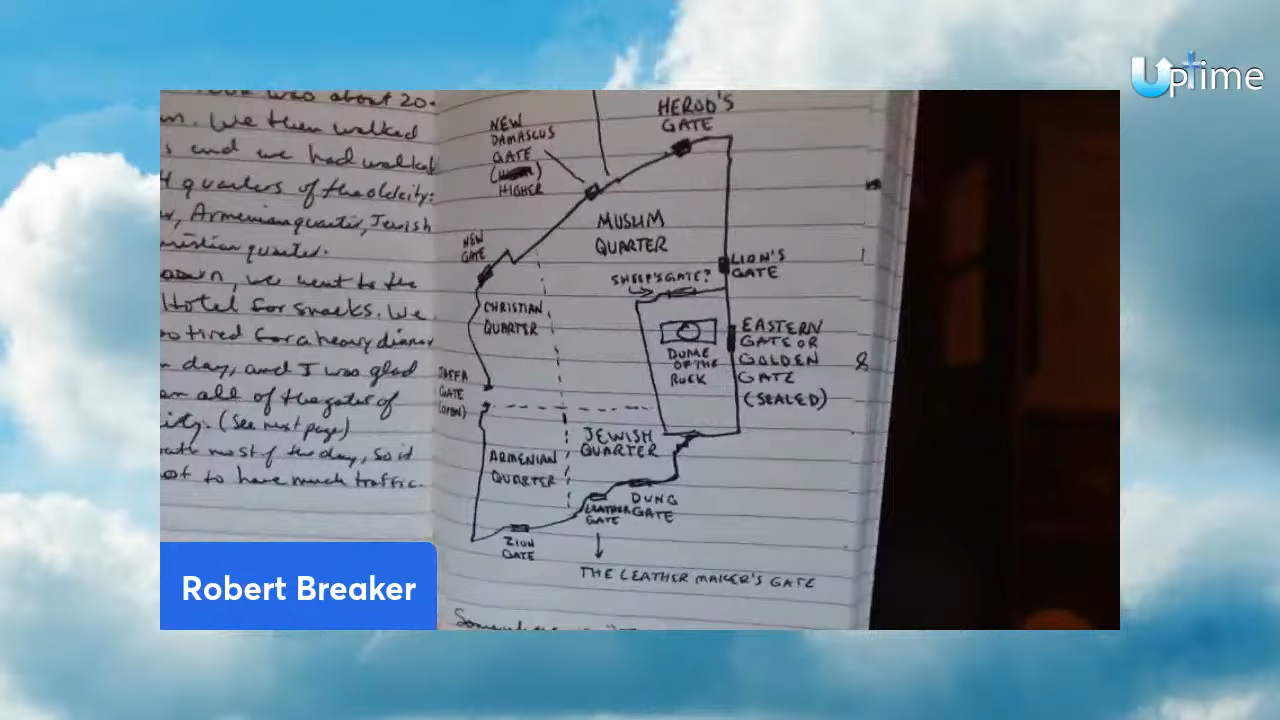 Uptime
was about 20
We then walked
and we had walked
4 quarters of the old city:
Armenian quarter, Jewish
quarter.
we went to the
Hotel for snacks. We
tired for a heavy dinner
day, and I was glad
all of the gates of
(See next page)
most of the day, so it
to have much traffic.
HEROD'S
GATE
NEW
DAMASCUS
GATE
HIGHER
MUSLIM
QUARTER
NEW
GATE
LION'S
GATE
SHEEP'S GATE?
CHRISTIAN
QUARTER
DOME
OF THE
ROCK
EASTERN
GATE OR
GOLDEN
GATE
(SEALED)
&
JAFFA
GATE
(OPEN)
JEWISH
QUARTER
ARMENIAN
QUARTER
DUNG
GATE
LEATHER
GATE
ZION
GATE
THE LEATHER MAKER'S GATE
Robert Breaker